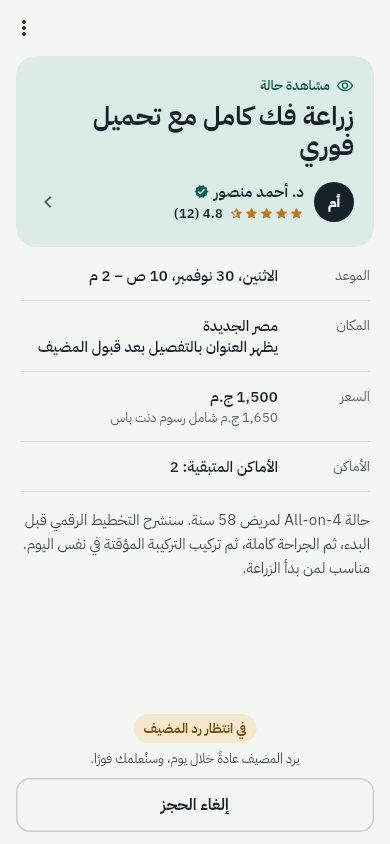 مشاهدة حالة
زراعة فك كامل مع تحميل
فوري
أم
د. أحمد منصور
4.8 (12)
الموعد
الاثنين، 30 نوفمبر، 10 ص – 2 م
المكان
مصر الجديدة
يظهر العنوان بالتفصيل بعد قبول المضيف
السعر
1,500 ج.م
1,650 ج.م شامل رسوم دنت باس
الأماكن
الأماكن المتبقية: 2
حالة All-on-4 لمريض 58 سنة. سنشرح التخطيط الرقمي قبل
البدء، ثم الجراحة كاملة، ثم تركيب التركيبة المؤقتة في نفس اليوم.
مناسب لمن بدأ الزراعة.
في انتظار رد المضيف
يرد المضيف عادةً خلال يوم، وسنُعلمك فورًا.
إلغاء الحجز